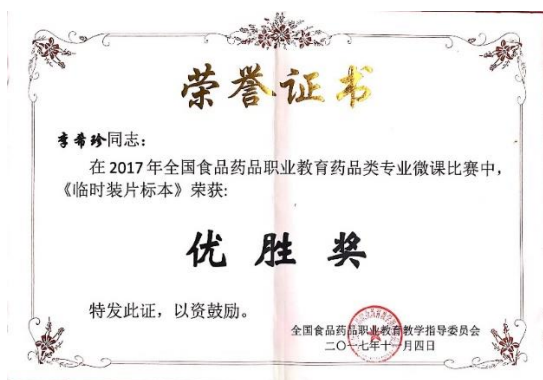 荣誉证书
李希珍同志：
在2017年全国食品药品职业教育药品类专业微课比赛中，
《临时装片标本》荣获:
优胜奖
特发此证，以资鼓励。
全国食品药品职业教育教学指导委员会
二〇一七年十一月四日